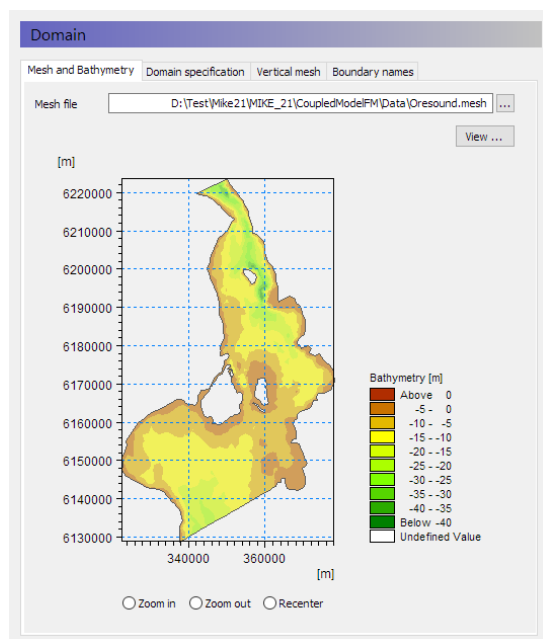 Domain
Mesh and Bathymetry Domain specification Vertical mesh Boundary names
Mesh file D:\Test\Mike21\MIKE_21\CoupledModelFM\Data\Oresound.mesh ...
View ...
[m]
6220000
6210000
6200000
6190000
6180000
6170000
6160000
6150000
6140000
6130000
340000 360000
[m]
Bathymetry [m]
Above 0
-5 - 0
-10 - -5
-15 - -10
-20 - -15
-25 - -20
-30 - -25
-35 - -30
-40 - -35
Below -40
Undefined Value
Zoom in Zoom out Recenter